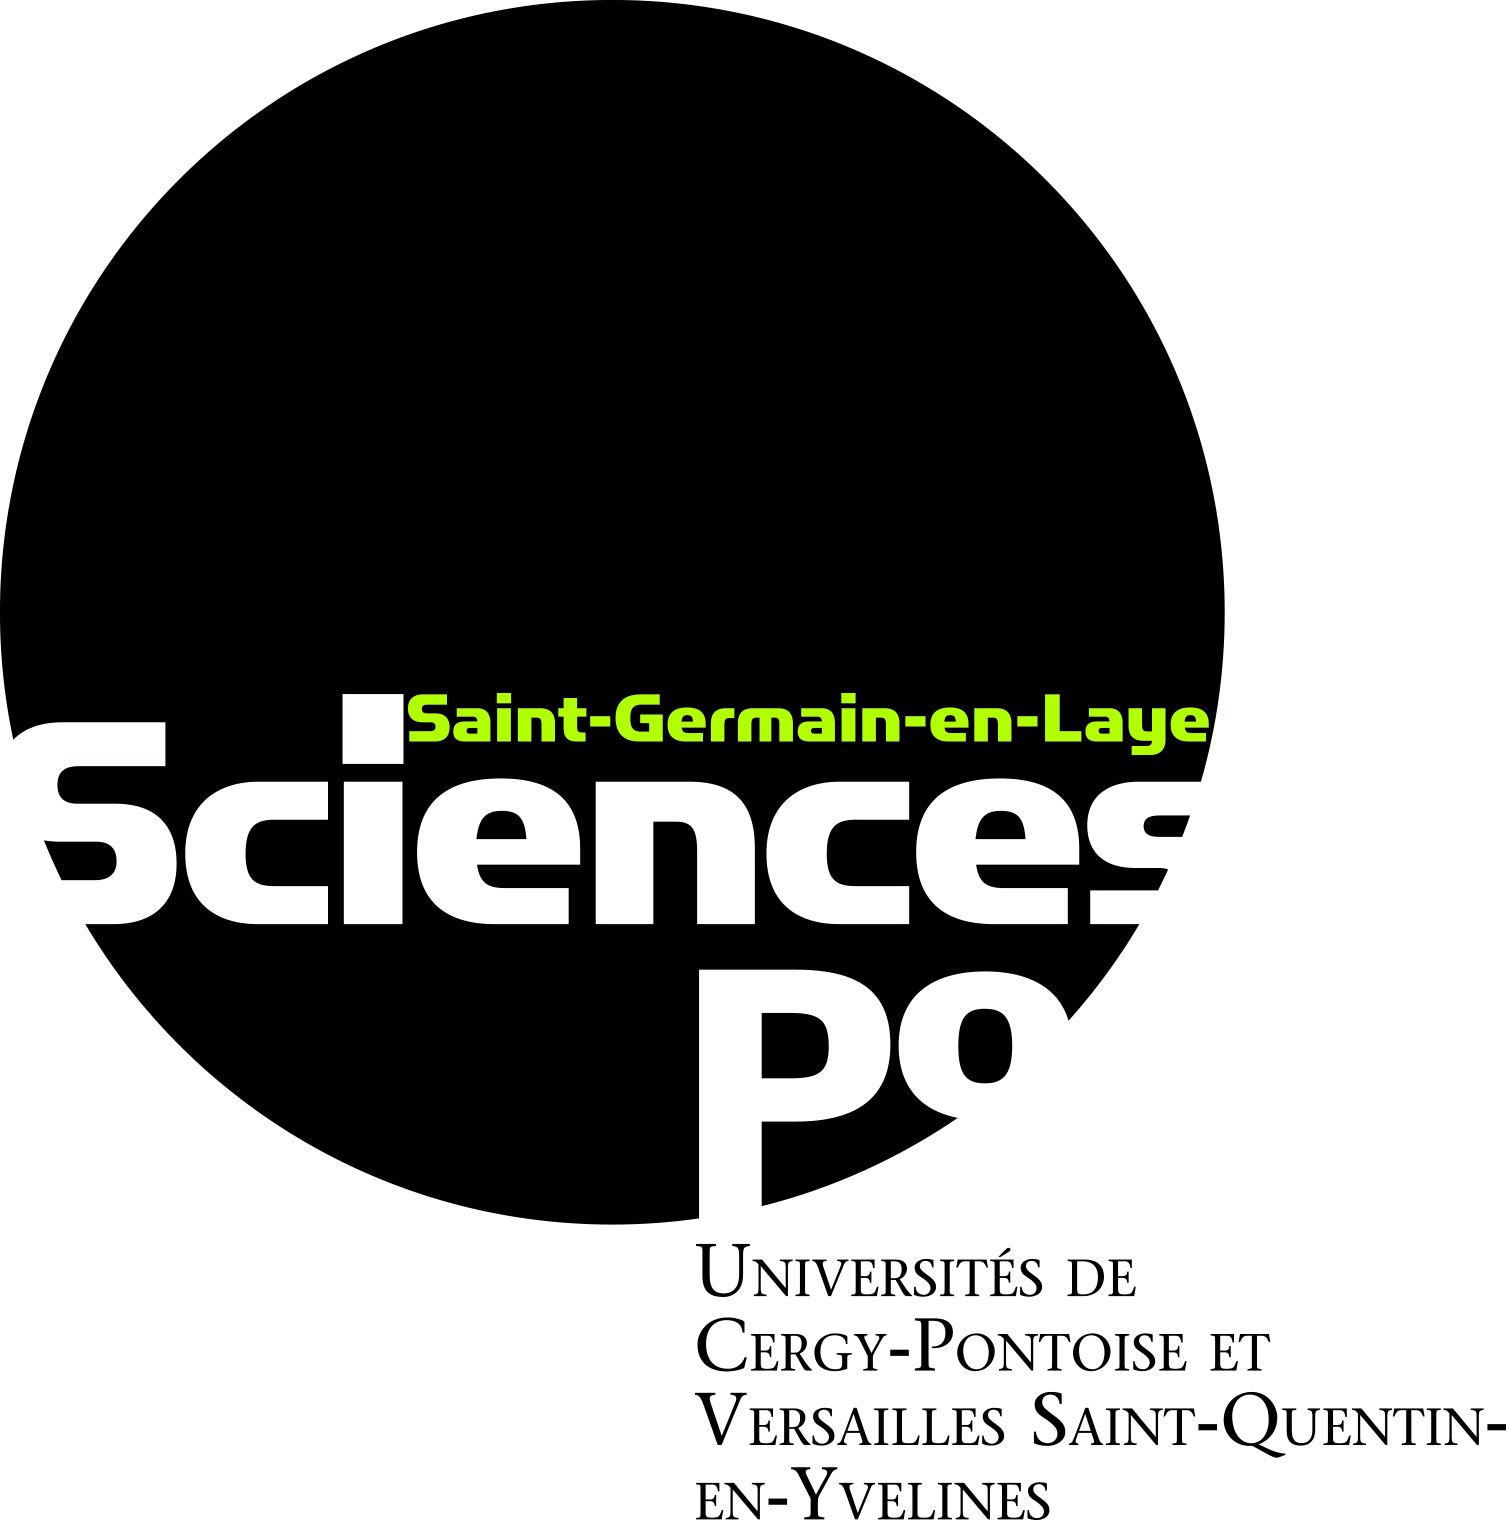 Saint-Germain-en-Laye
Sciences
Po
Universités de
Cergy-Pontoise et
Versailles Saint-Quentin-
en-Yvelines